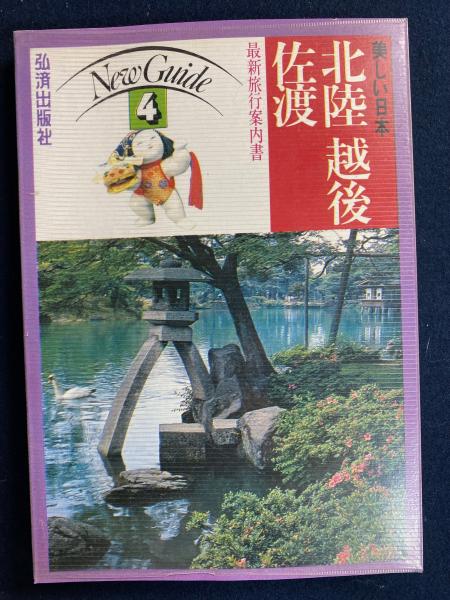 美しい日本
北陸 越後
佐渡
最新旅行案内書
New Guide
4
弘済出版社